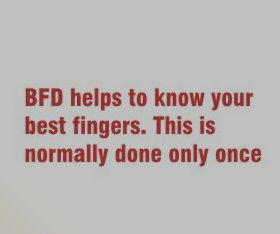 BFD helps to know your
best fingers. This is
normally done only once